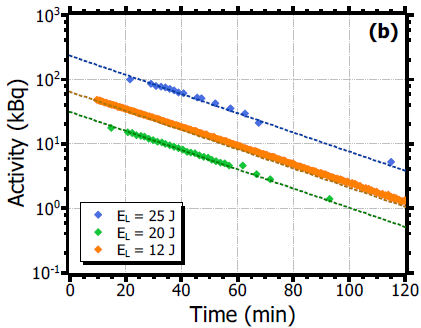 (b)
10³
10²
10¹
10⁰
10⁻¹
Activity (kBq)
E_L = 25 J
E_L = 20 J
E_L = 12 J
0 20 40 60 80 100 120
Time (min)